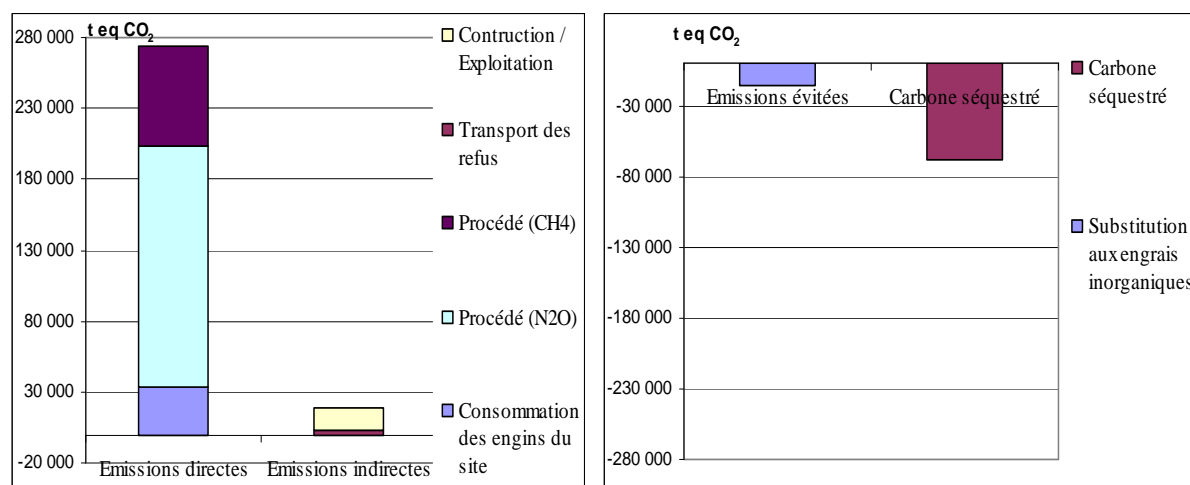 t eq CO2
280 000
230 000
180 000
130 000
80 000
30 000
-20 000
Emissions directes
Emissions indirectes
Contruction /
Exploitation
Transport des
refus
Procédé (CH4)
Procédé (N2O)
Consommation
des engins du
site
t eq CO2
-30 000
-80 000
-130 000
-180 000
-230 000
-280 000
Emissions évitées
Carbone séquestré
Carbone
séquestré
Substitution
aux engrais
inorganiques